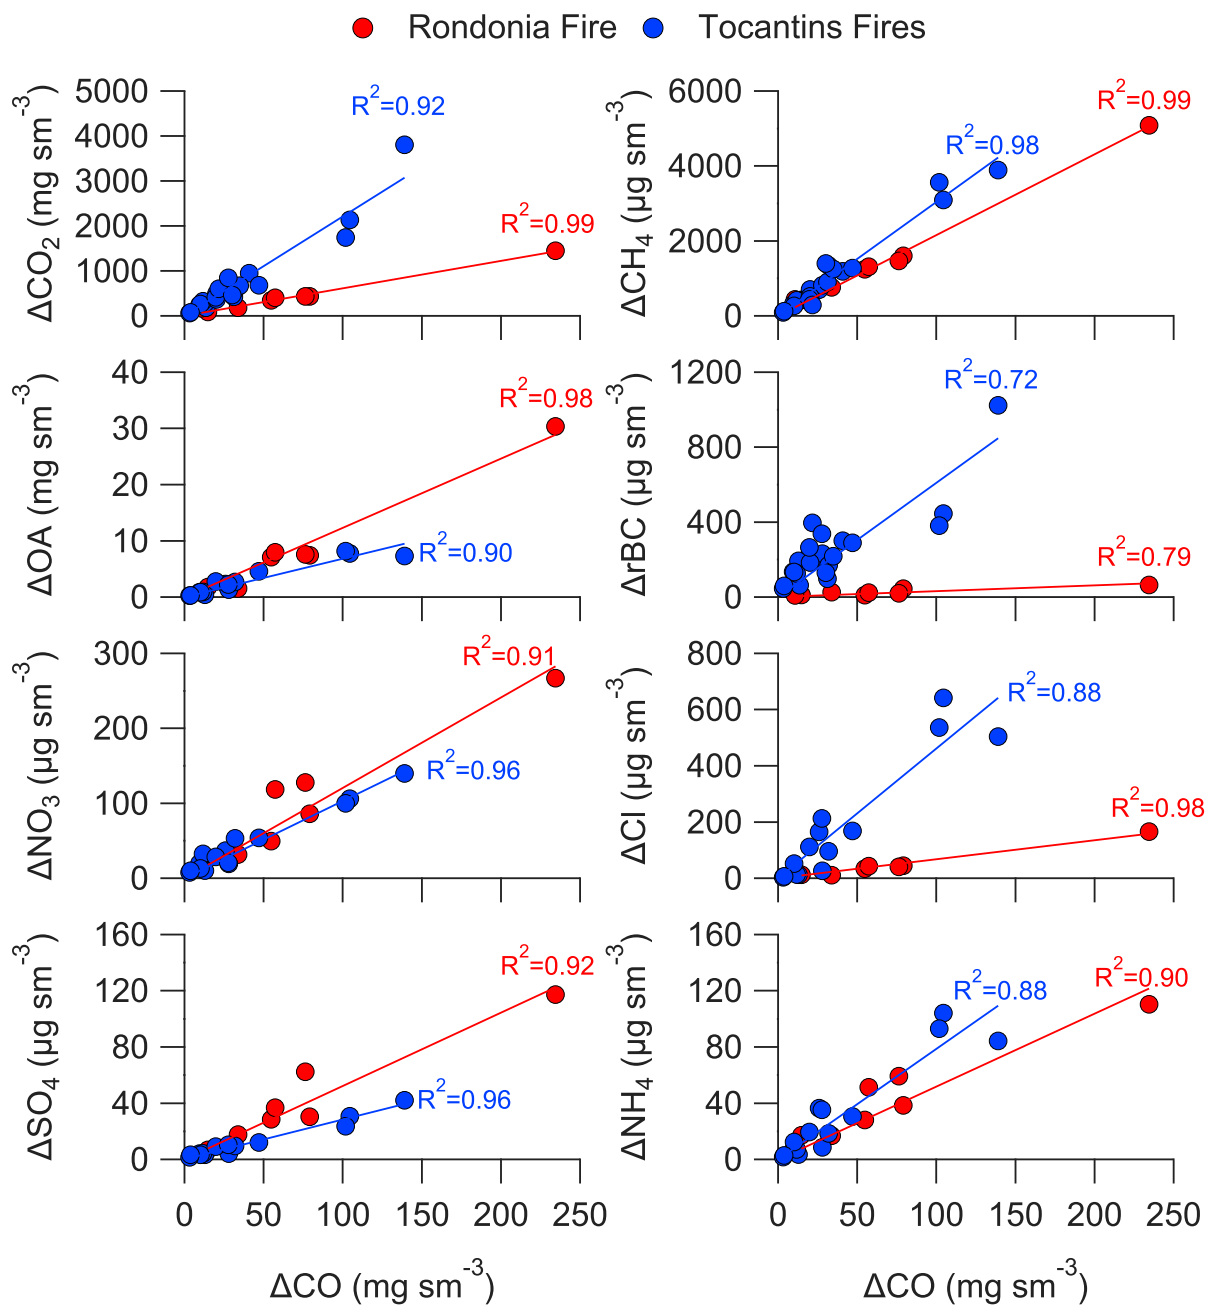 Rondonia Fire Tocantins Fires
ΔCO₂ (mg sm⁻³)
5000
4000
3000
2000
1000
0
R²=0.92
R²=0.99
ΔCH₄ (µg sm⁻³)
6000
4000
2000
0
R²=0.99
R²=0.98
ΔOA (mg sm⁻³)
40
30
20
10
0
R²=0.98
R²=0.90
ΔrBC (µg sm⁻³)
1200
800
400
0
R²=0.72
R²=0.79
ΔNO₃ (µg sm⁻³)
300
200
100
0
R²=0.91
R²=0.96
ΔCl (µg sm⁻³)
800
600
400
200
0
R²=0.88
R²=0.98
ΔSO₄ (µg sm⁻³)
160
120
80
40
0
R²=0.92
R²=0.96
0 50 100 150 200 250
ΔCO (mg sm⁻³)
ΔNH₄ (µg sm⁻³)
160
120
80
40
0
R²=0.90
R²=0.88
0 50 100 150 200 250
ΔCO (mg sm⁻³)